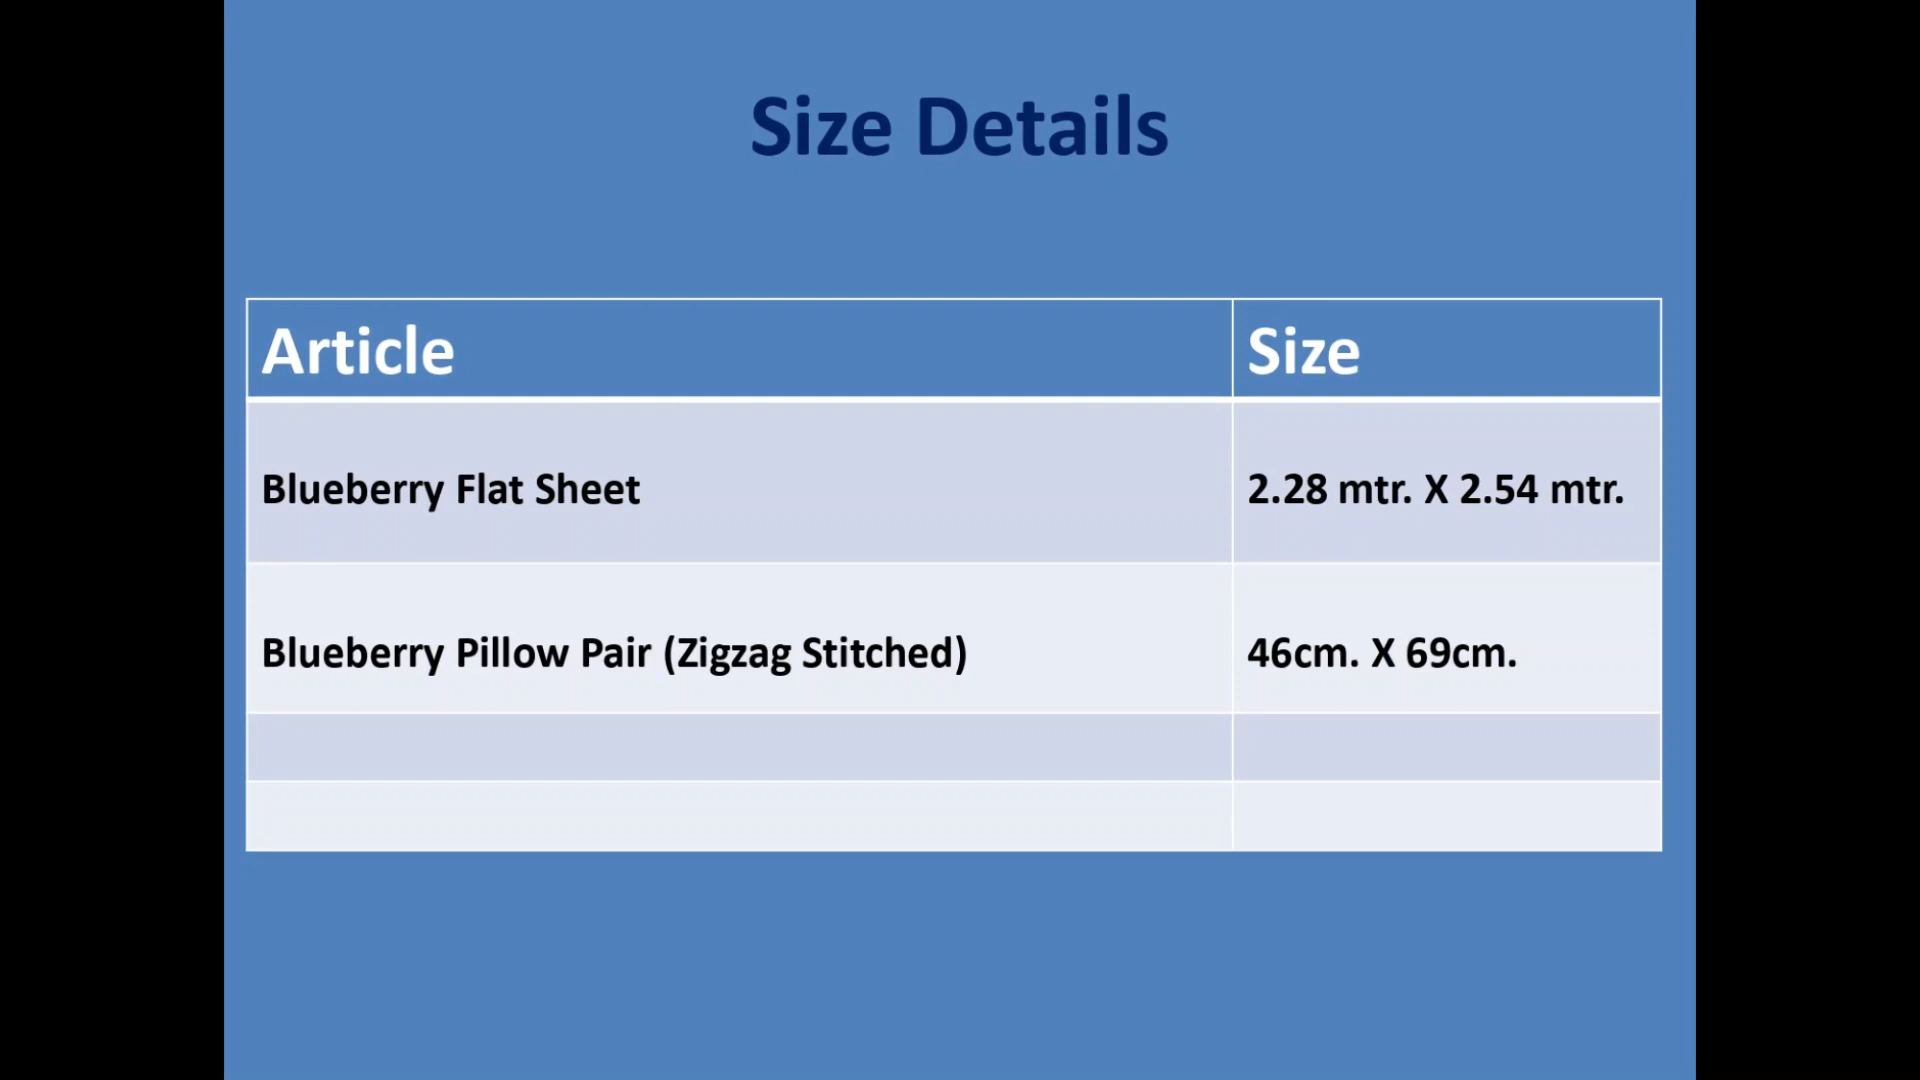 Size Details
Article Size
Blueberry Flat Sheet 2.28 mtr. X 2.54 mtr.
Blueberry Pillow Pair (Zigzag Stitched) 46cm. X 69cm.